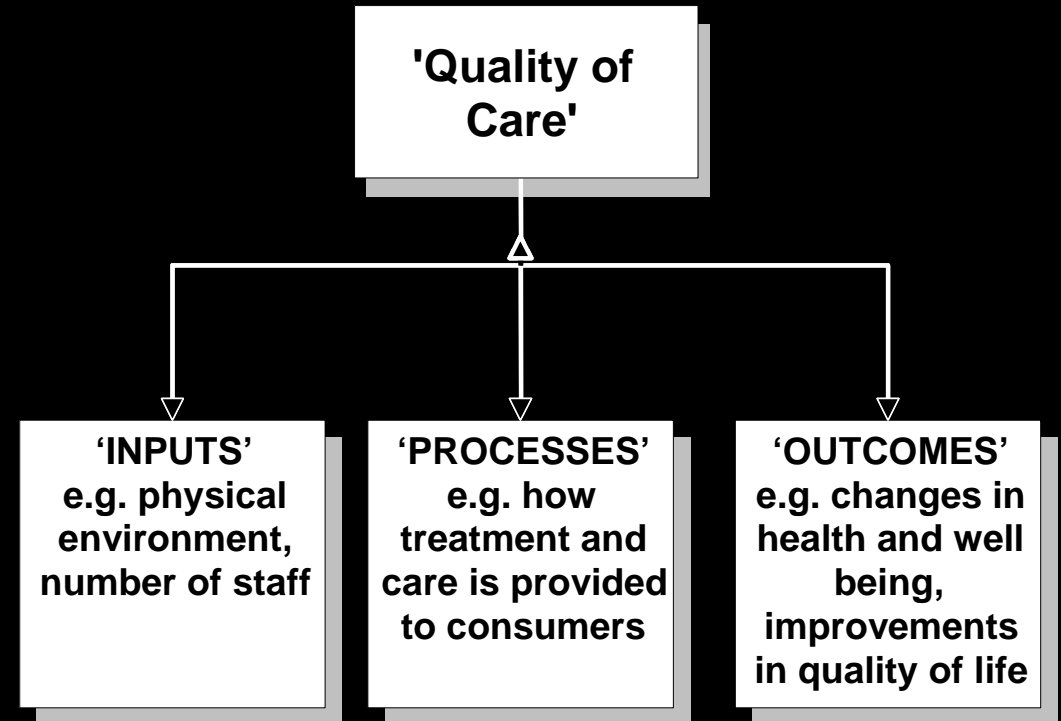 'Quality of
Care'
‘INPUTS’
e.g. physical
environment,
number of staff
‘PROCESSES’
e.g. how
treatment and
care is provided
to consumers
‘OUTCOMES’
e.g. changes in
health and well
being,
improvements
in quality of life